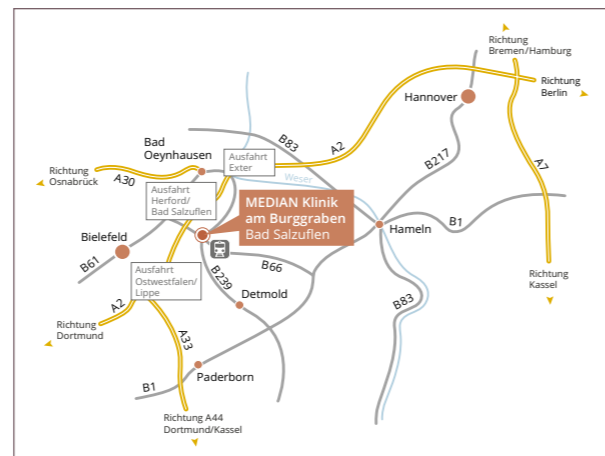 Richtung
Bremen/Hamburg
Richtung
Berlin
Hannover
B83
A2
B217
A7
Bad
Oeynhausen
Ausfahrt
Exter
Richtung
Osnabrück
A30
Weser
Ausfahrt
Herford/
Bad Salzuflen
MEDIAN Klinik
am Burggraben
Bad Salzuflen
B1
Hameln
Bielefeld
B61
B66
Ausfahrt
Ostwestfalen/
Lippe
B239
Detmold
Richtung
Kassel
A2
B83
Richtung
Dortmund
A33
Paderborn
B1
Richtung A44
Dortmund/Kassel